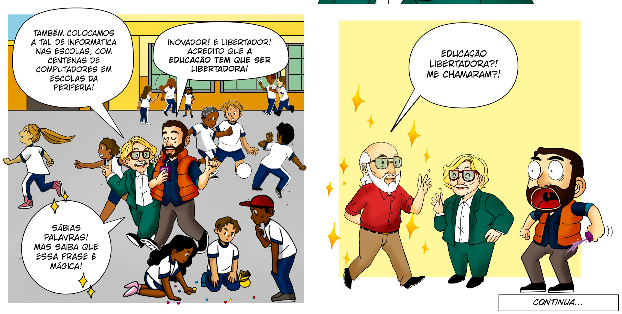 TAMBÉM COLOCAMOS
A TAL DE INFORMÁTICA
NAS ESCOLAS, COM
CENTENAS DE
COMPUTADORES EM
ESCOLAS DA
PERIFERIA!
INOVADOR! E LIBERTADOR!
ACREDITO QUE A
EDUCAÇÃO TEM QUE SER
LIBERTADORA!
SÁBIAS
PALAVRAS!
MAS SAIBA QUE
ESSA FRASE É
MÁGICA!
EDUCAÇÃO
LIBERTADORA?!
ME CHAMARAM?!
CONTINUA...